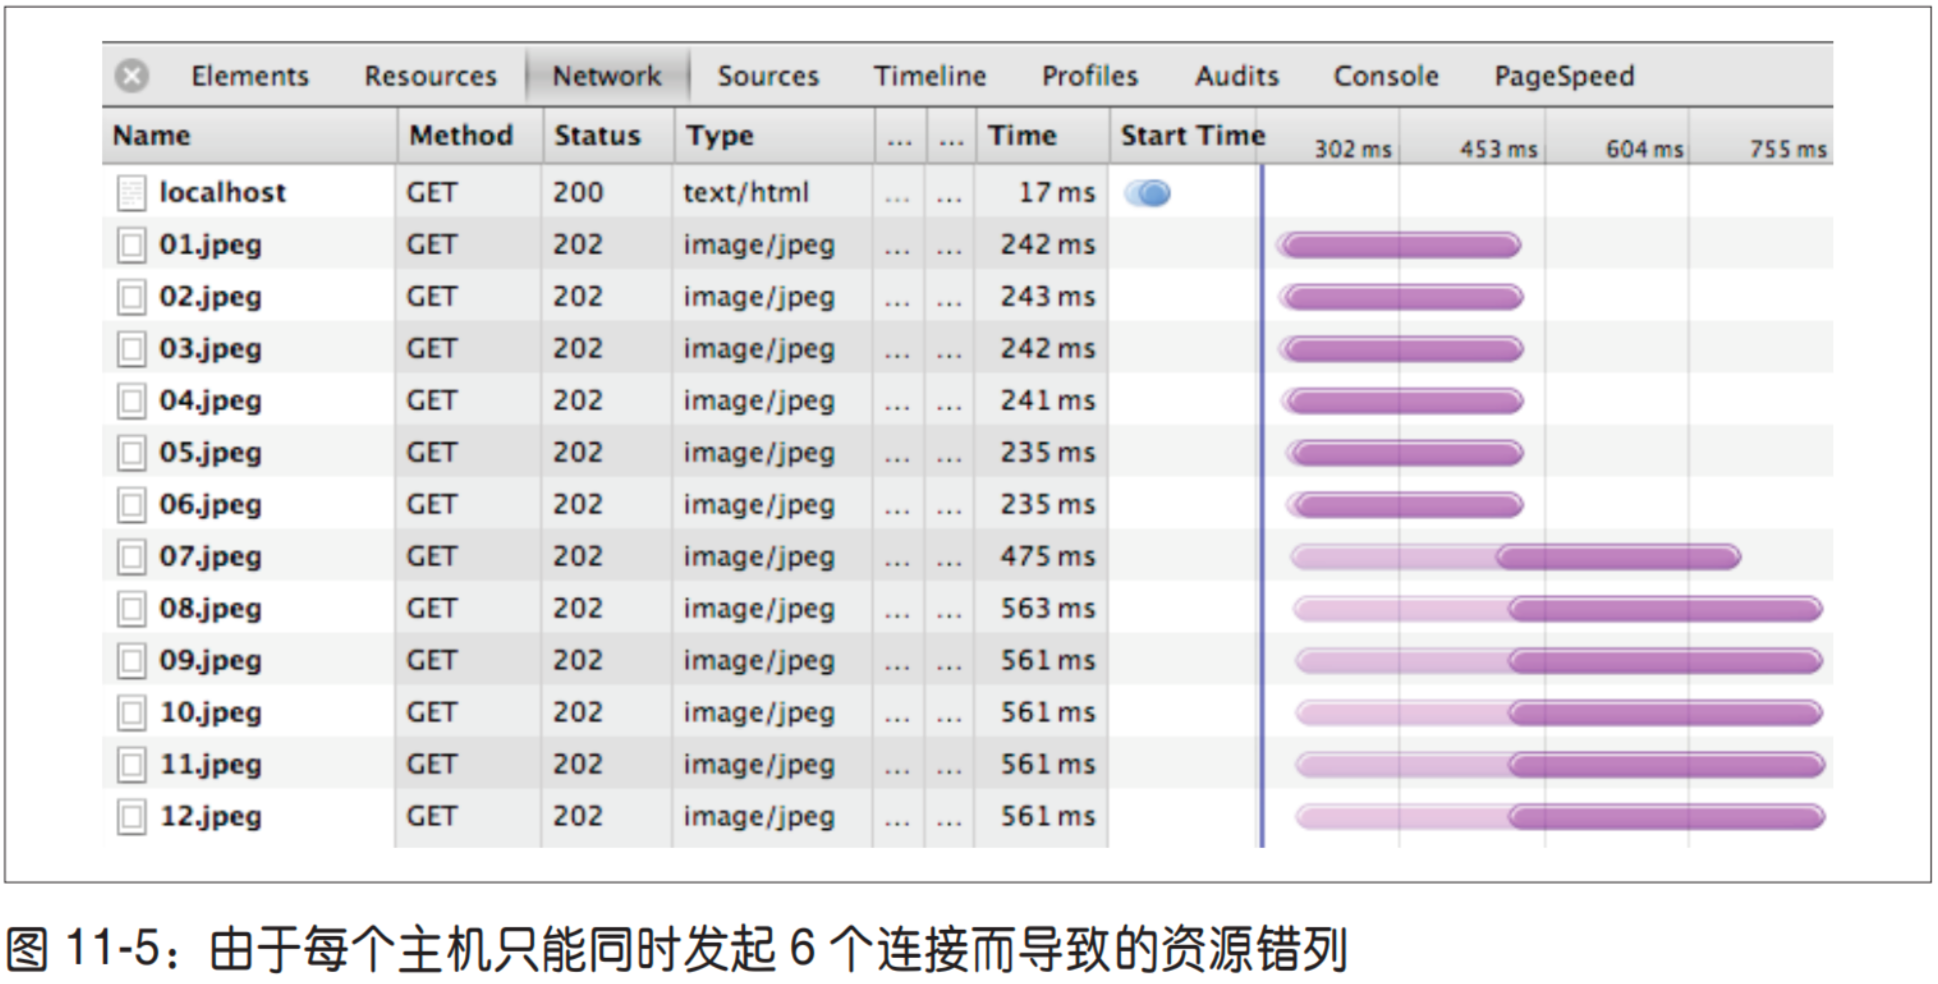 Elements Resources Network Sources Timeline Profiles Audits Console PageSpeed
Name Method Status Type ... ... Time Start Time 302 ms 453 ms 604 ms 755 ms
localhost GET 200 text/html ... ... 17 ms
01.jpeg GET 202 image/jpeg ... ... 242 ms
02.jpeg GET 202 image/jpeg ... ... 243 ms
03.jpeg GET 202 image/jpeg ... ... 242 ms
04.jpeg GET 202 image/jpeg ... ... 241 ms
05.jpeg GET 202 image/jpeg ... ... 235 ms
06.jpeg GET 202 image/jpeg ... ... 235 ms
07.jpeg GET 202 image/jpeg ... ... 475 ms
08.jpeg GET 202 image/jpeg ... ... 563 ms
09.jpeg GET 202 image/jpeg ... ... 561 ms
10.jpeg GET 202 image/jpeg ... ... 561 ms
11.jpeg GET 202 image/jpeg ... ... 561 ms
12.jpeg GET 202 image/jpeg ... ... 561 ms
图 11-5：由于每个主机只能同时发起 6 个连接而导致的资源错列